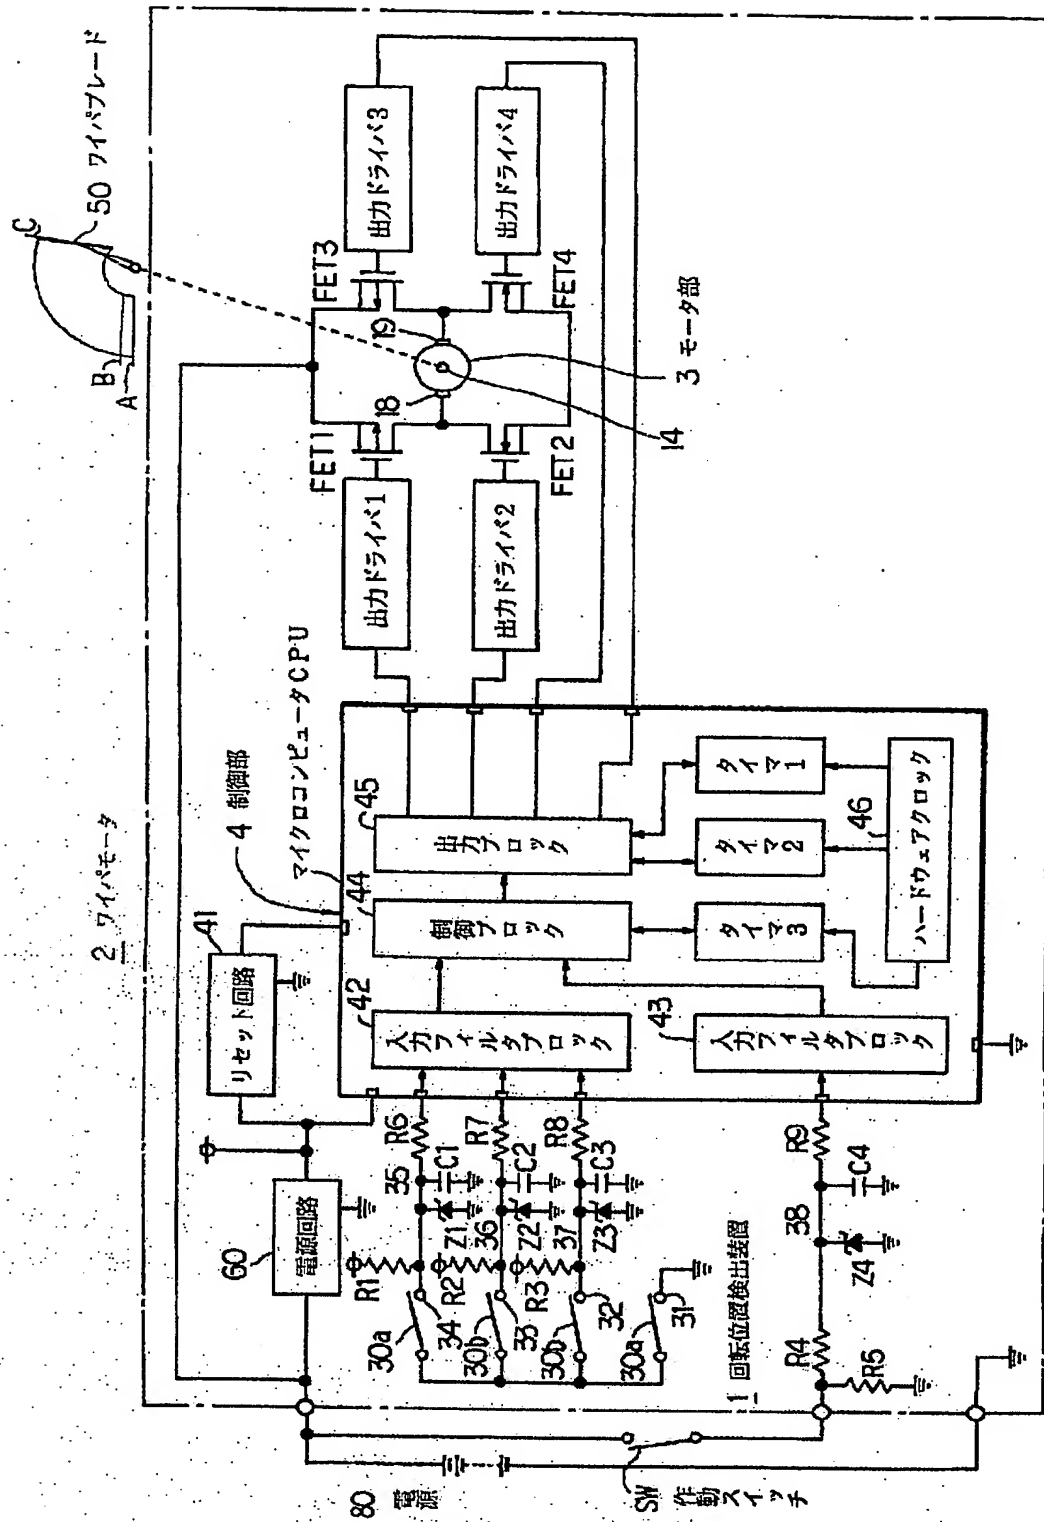 2 ワイパモータ
50 ワイパブレード
C
B
A
80 電源
SW 作動スイッチ
60
電源回路
41
リセット回路
4 制御部
マイクロコンピュータCPU
1 回転位置検出装置
30a
34
R1
35
Z1
C1
R6
30b
33
R2
36
Z2
C2
R7
30b
32
R3
37
Z3
C3
R8
30a
31
R4
R5
38
Z4
C4
R9
42
入力フィルタブロック
43
入力フィルタブロック
44
制御ブロック
45
出力ブロック
タイマ1
タイマ2
タイマ3
46
ハードウェアクロック
出力ドライバ1
出力ドライバ2
出力ドライバ3
出力ドライバ4
FET1
FET2
FET3
FET4
18
19
3 モータ部
14